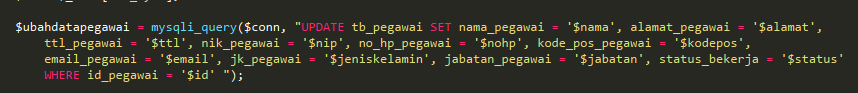 $ubahdatapegawai = mysqli_query($conn, "UPDATE tb_pegawai SET nama_pegawai = '$nama', alamat_pegawai = '$alamat',
ttl_pegawai = '$ttl', nik_pegawai = '$nip', no_hp_pegawai = '$nohp', kode_pos_pegawai = '$kodepos',
email_pegawai = '$email', jk_pegawai = '$jeniskelamin', jabatan_pegawai = '$jabatan', status_bekerja = '$status'
WHERE id_pegawai = '$id' ");